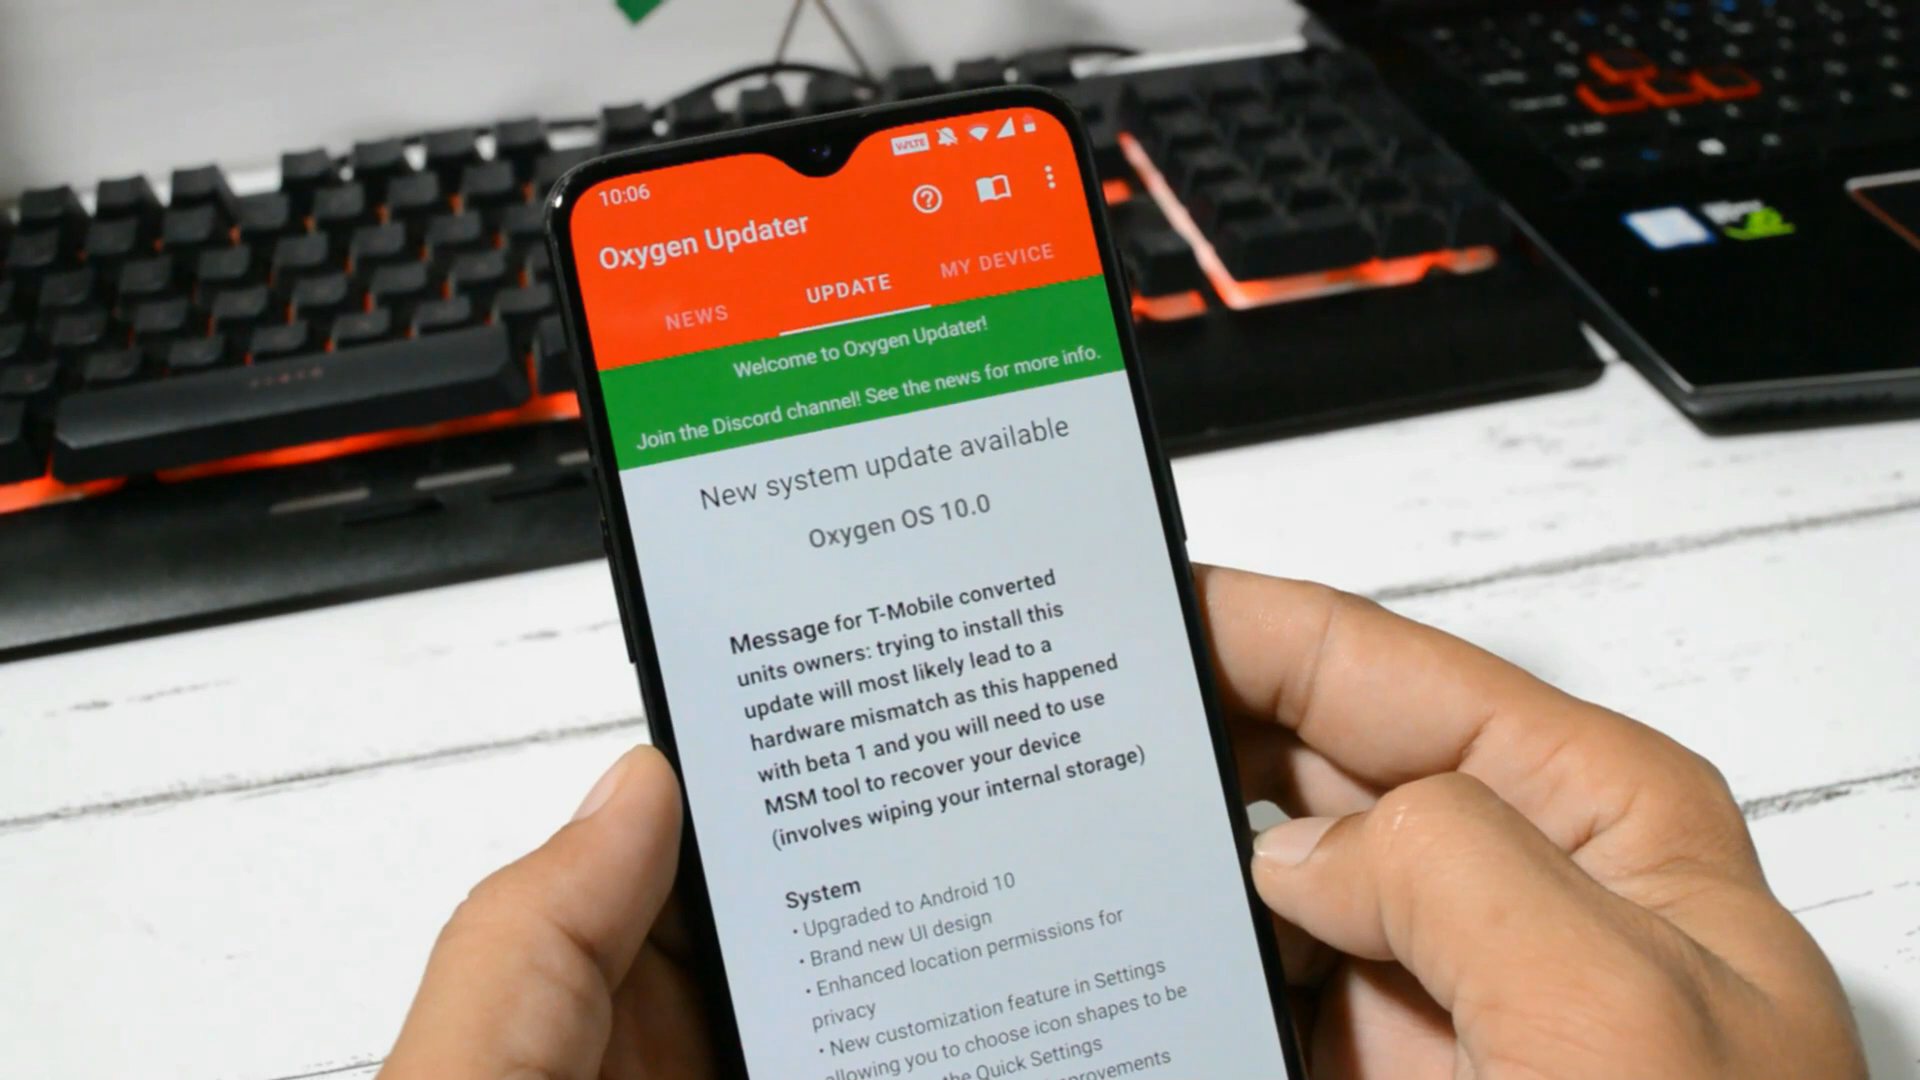 10:06
VoLTE
Oxygen Updater
NEWS
UPDATE
MY DEVICE
Welcome to Oxygen Updater!
Join the Discord channel! See the news for more info.
New system update available
Oxygen OS 10.0
Message for T-Mobile converted
units owners: trying to install this
update will most likely lead to a
hardware mismatch as this happened
with beta 1 and you will need to use
MSM tool to recover your device
(involves wiping your internal storage)
System
• Upgraded to Android 10
• Brand new UI design
• Enhanced location permissions for
privacy
• New customization feature in Settings
allowing you to choose icon shapes to be
the Quick Settings